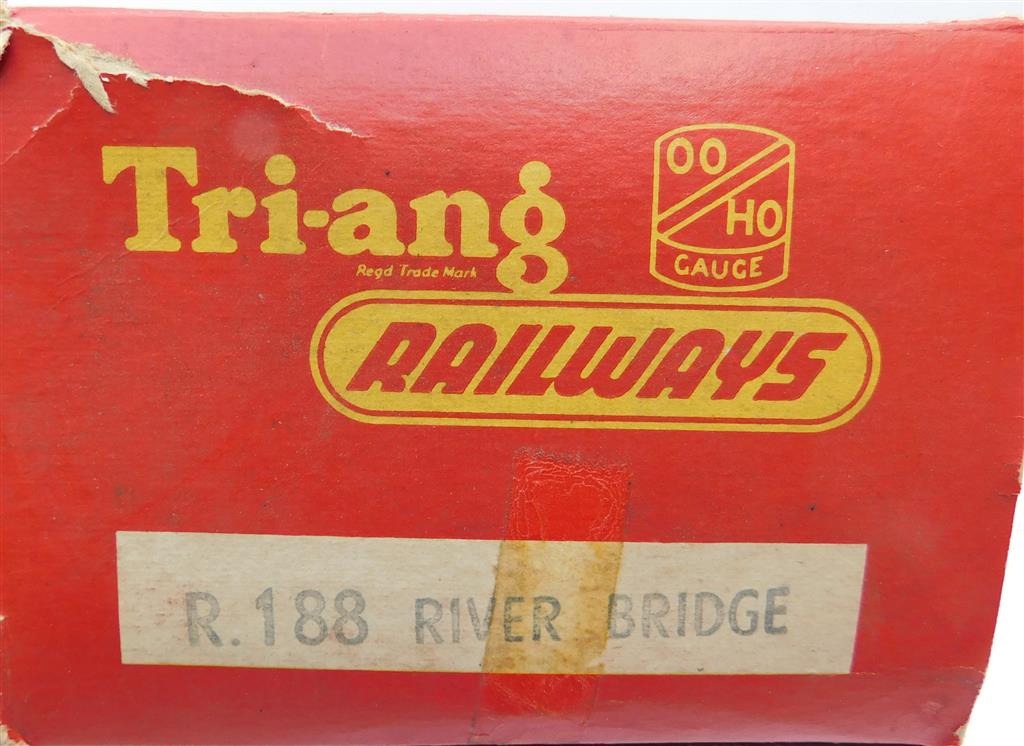 Tri-ang
Regd Trade Mark
OO
HO
GAUGE
RAILWAYS
R.188 RIVER BRIDGE